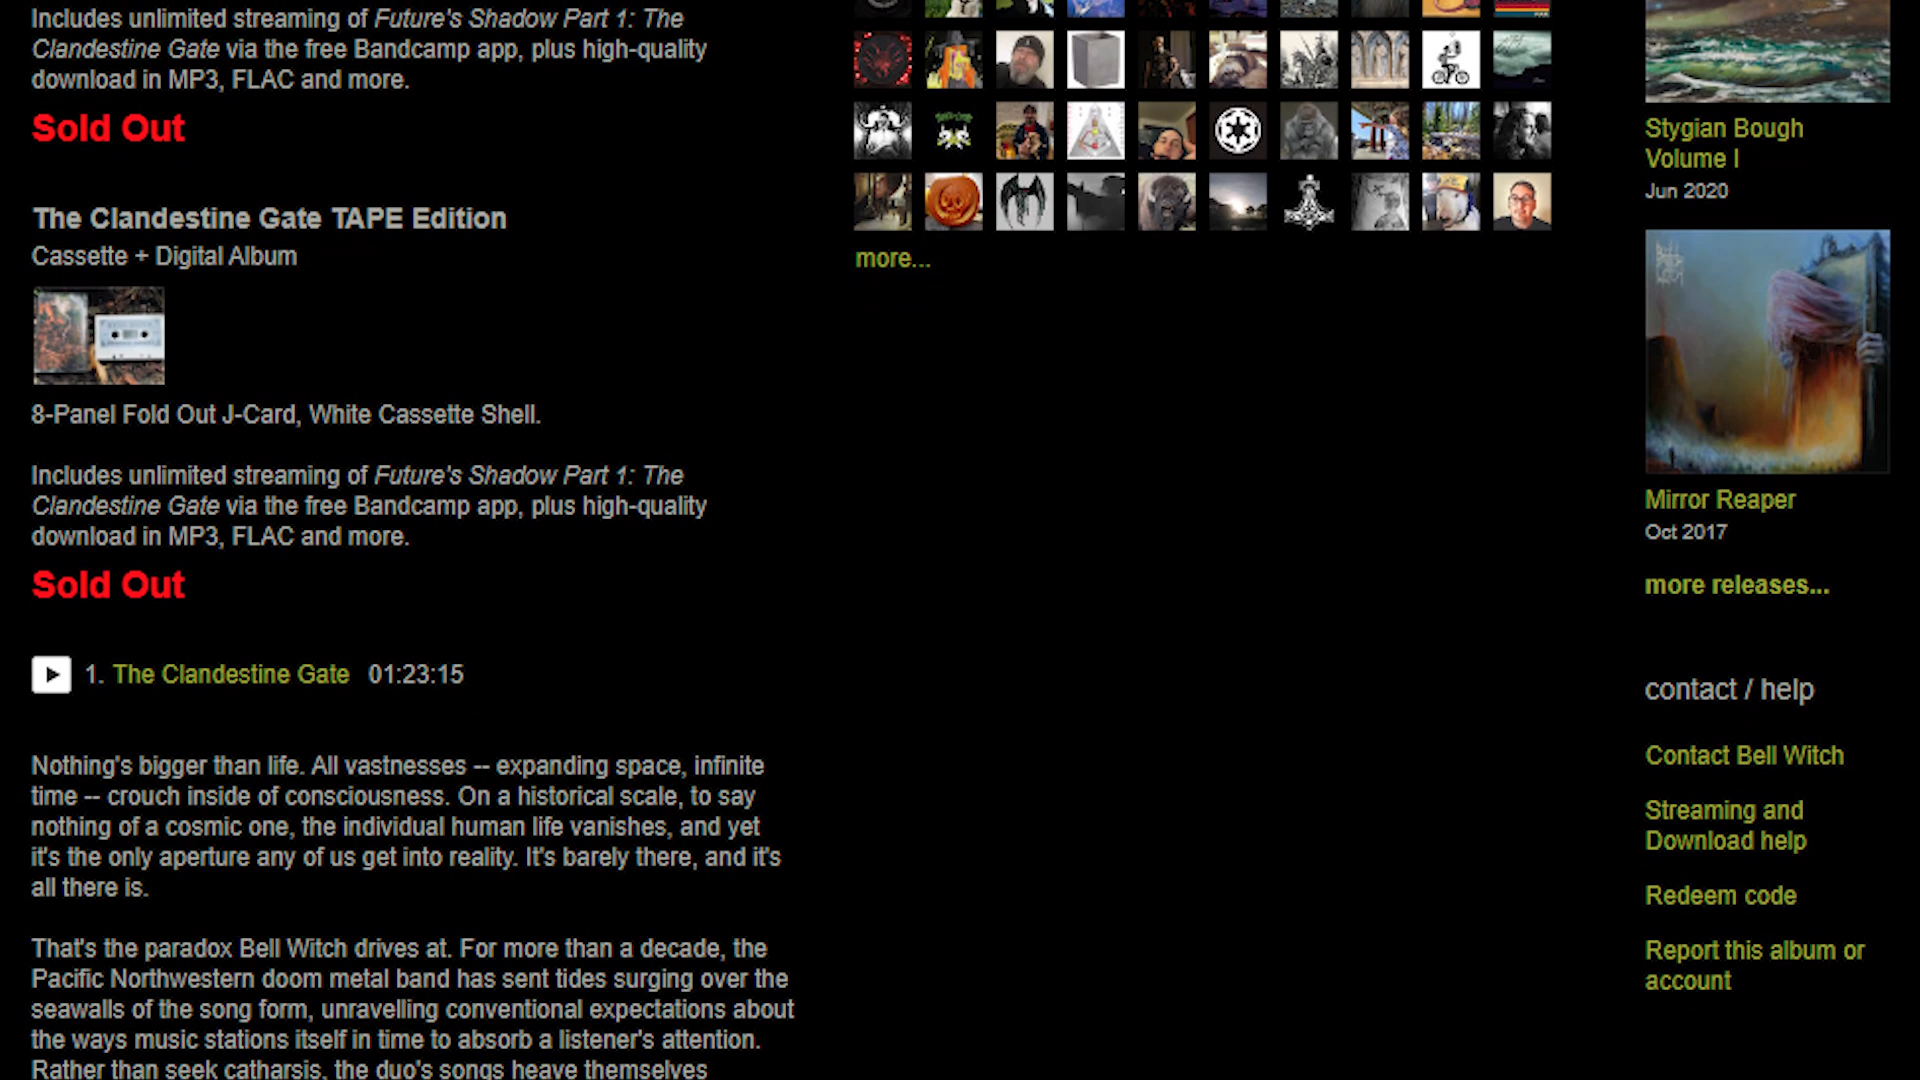 Includes unlimited streaming of Future's Shadow Part 1: The
Clandestine Gate via the free Bandcamp app, plus high-quality
download in MP3, FLAC and more.
Sold Out
The Clandestine Gate TAPE Edition
Cassette + Digital Album
8-Panel Fold Out J-Card, White Cassette Shell.
Includes unlimited streaming of Future's Shadow Part 1: The
Clandestine Gate via the free Bandcamp app, plus high-quality
download in MP3, FLAC and more.
Sold Out
1. The Clandestine Gate 01:23:15
Nothing's bigger than life. All vastnesses -- expanding space, infinite
time -- crouch inside of consciousness. On a historical scale, to say
nothing of a cosmic one, the individual human life vanishes, and yet
it's the only aperture any of us get into reality. It's barely there, and it's
all there is.
That's the paradox Bell Witch drives at. For more than a decade, the
Pacific Northwestern doom metal band has sent tides surging over the
seawalls of the song form, unravelling conventional expectations about
the ways music stations itself in time to absorb a listener's attention.
Rather than seek catharsis, the duo's songs heave themselves
more...
Stygian Bough
Volume I
Jun 2020
Mirror Reaper
Oct 2017
more releases...
contact / help
Contact Bell Witch
Streaming and
Download help
Redeem code
Report this album or
account